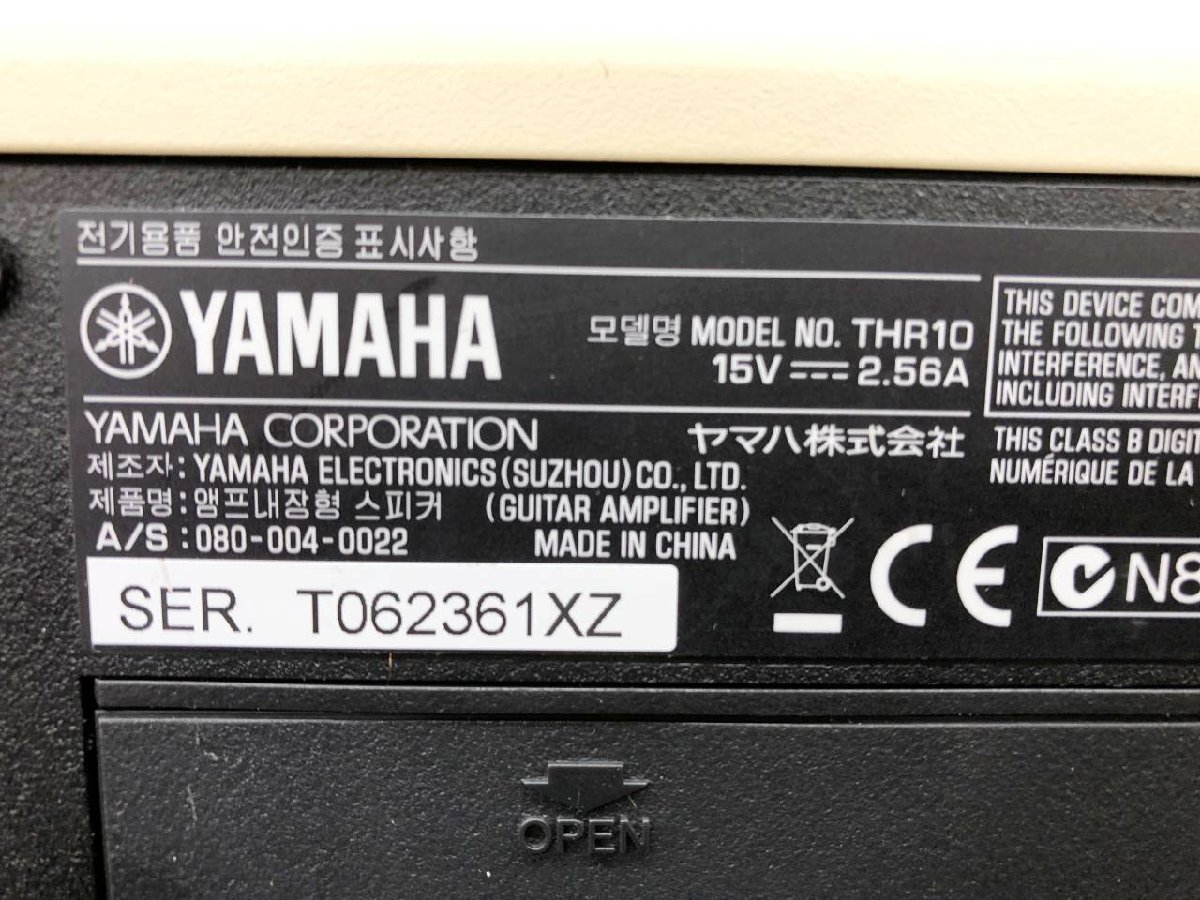 전기용품 안전인증 표시사항
YAMAHA
모델명 MODEL NO. THR10
15V 2.56A
THIS DEVICE COM
THE FOLLOWING T
INTERFERENCE, AN
INCLUDING INTERF
YAMAHA CORPORATION
ヤマハ株式会社
제조자: YAMAHA ELECTRONICS (SUZHOU) CO., LTD.
제품명: 앰프내장형 스피커 (GUITAR AMPLIFIER)
A/S : 080-004-0022
MADE IN CHINA
THIS CLASS B DIGIT
NUMÉRIQUE DE LA
CE
N8
SER. T062361XZ
OPEN